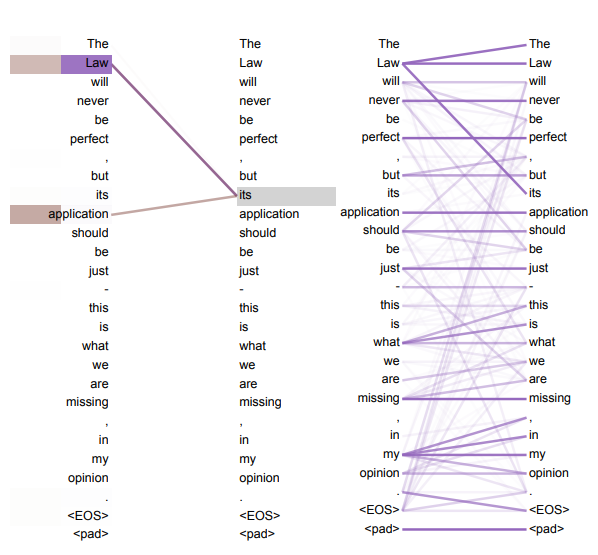 The The The The
Law Law Law Law
will will will will
never never never never
be be be be
perfect perfect perfect perfect
, , , ,
but but but but
its its its its
application application application application
should should should should
be be be be
just just just just
- - - -
this this this this
is is is is
what what what what
we we we we
are are are are
missing missing missing missing
, , , ,
in in in in
my my my my
opinion opinion opinion opinion
. . . .
<EOS> <EOS> <EOS> <EOS>
<pad> <pad> <pad> <pad>